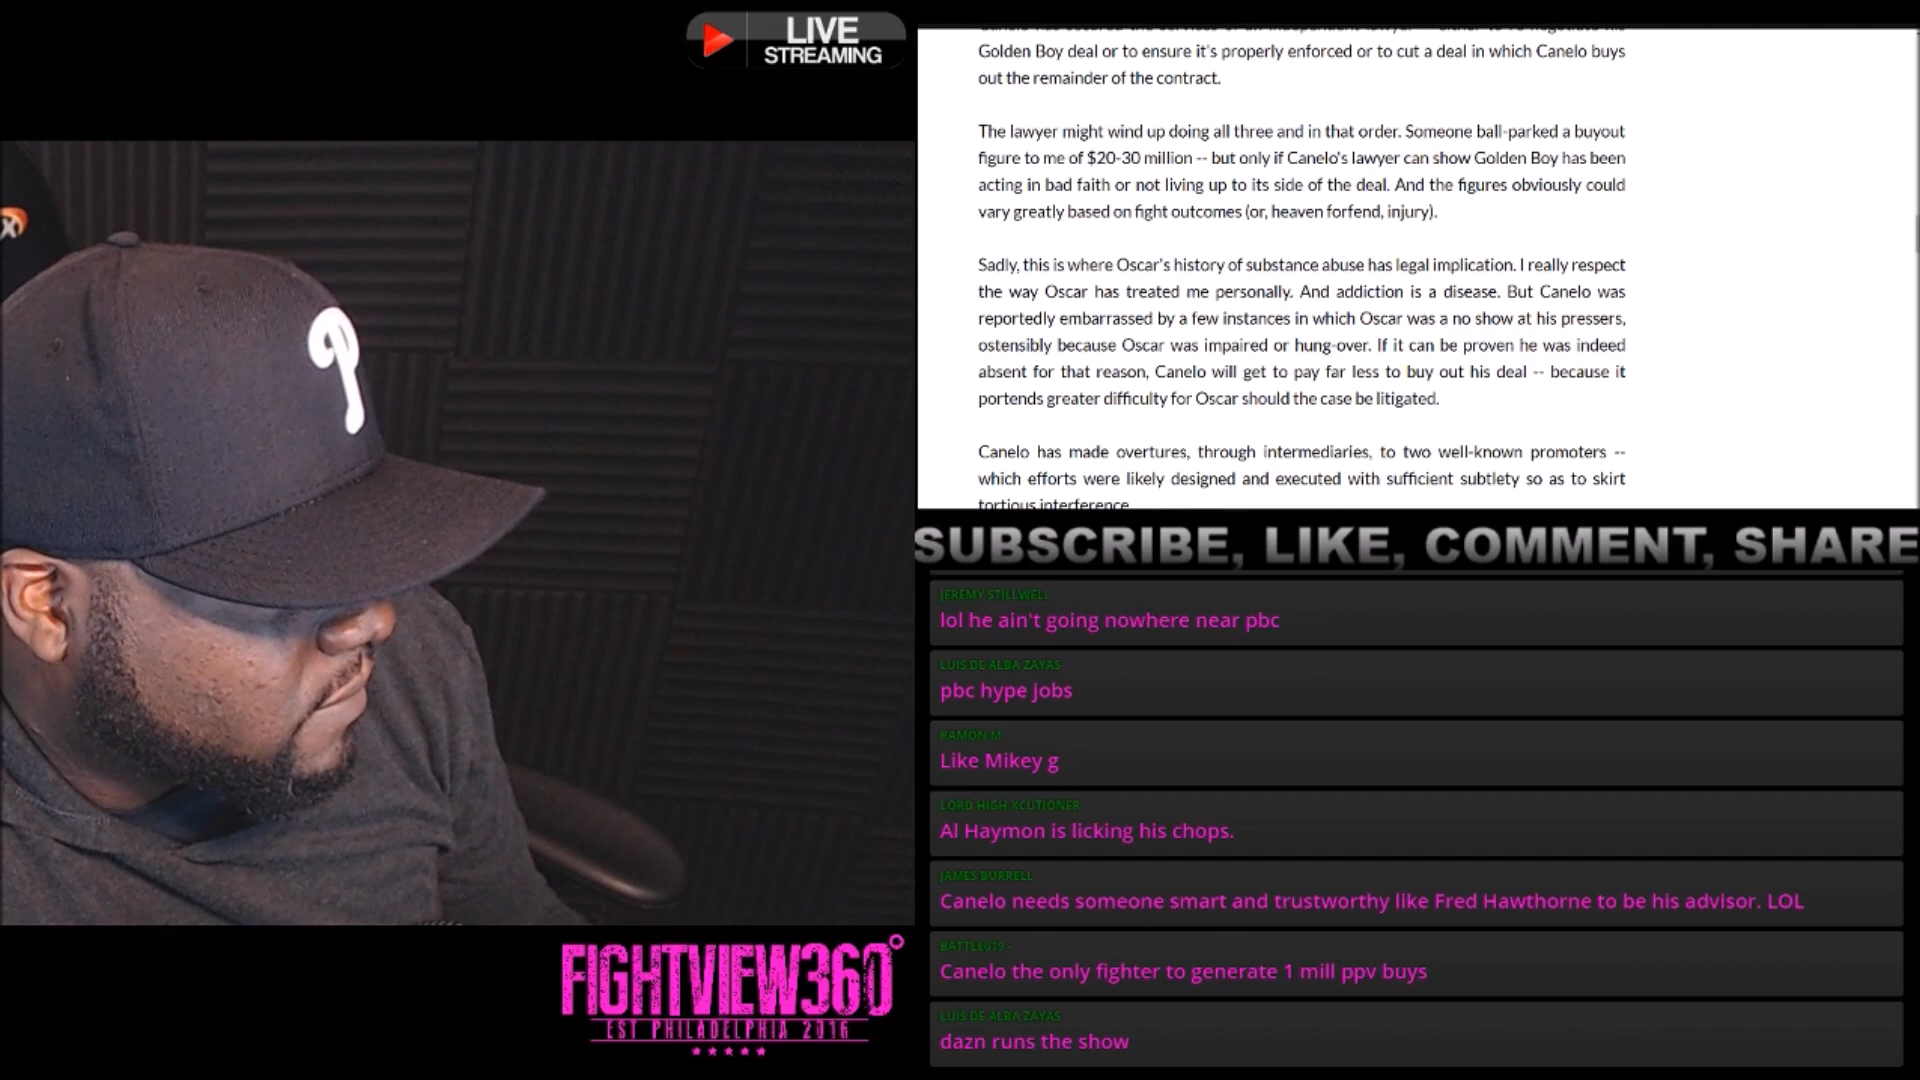 LIVE
STREAMING
Golden Boy deal or to ensure it's properly enforced or to cut a deal in which Canelo buys
out the remainder of the contract.
The lawyer might wind up doing all three and in that order. Someone ball-parked a buyout
figure to me of $20-30 million -- but only if Canelo's lawyer can show Golden Boy has been
acting in bad faith or not living up to its side of the deal. And the figures obviously could
vary greatly based on fight outcomes (or, heaven forfend, injury).
Sadly, this is where Oscar's history of substance abuse has legal implication. I really respect
the way Oscar has treated me personally. And addiction is a disease. But Canelo was
reportedly embarrassed by a few instances in which Oscar was a no show at his pressers,
ostensibly because Oscar was impaired or hung-over. If it can be proven he was indeed
absent for that reason, Canelo will get to pay far less to buy out his deal -- because it
portends greater difficulty for Oscar should the case be litigated.
Canelo has made overtures, through intermediaries, to two well-known promoters --
which efforts were likely designed and executed with sufficient subtlety so as to skirt
tortious interference.
SUBSCRIBE, LIKE, COMMENT, SHARE
JEREMY STILLWELL
lol he ain't going nowhere near pbc
LUIS DE ALBA ZAYAS
pbc hype jobs
RAMON M
Like Mikey g
LORD HIGH XCUTIONER
Al Haymon is licking his chops.
JAMES BURRELL
Canelo needs someone smart and trustworthy like Fred Hawthorne to be his advisor. LOL
BATTLE619 -
Canelo the only fighter to generate 1 mill ppv buys
LUIS DE ALBA ZAYAS
dazn runs the show
P
FIGHTVIEW360°
EST PHILADELPHIA 2016